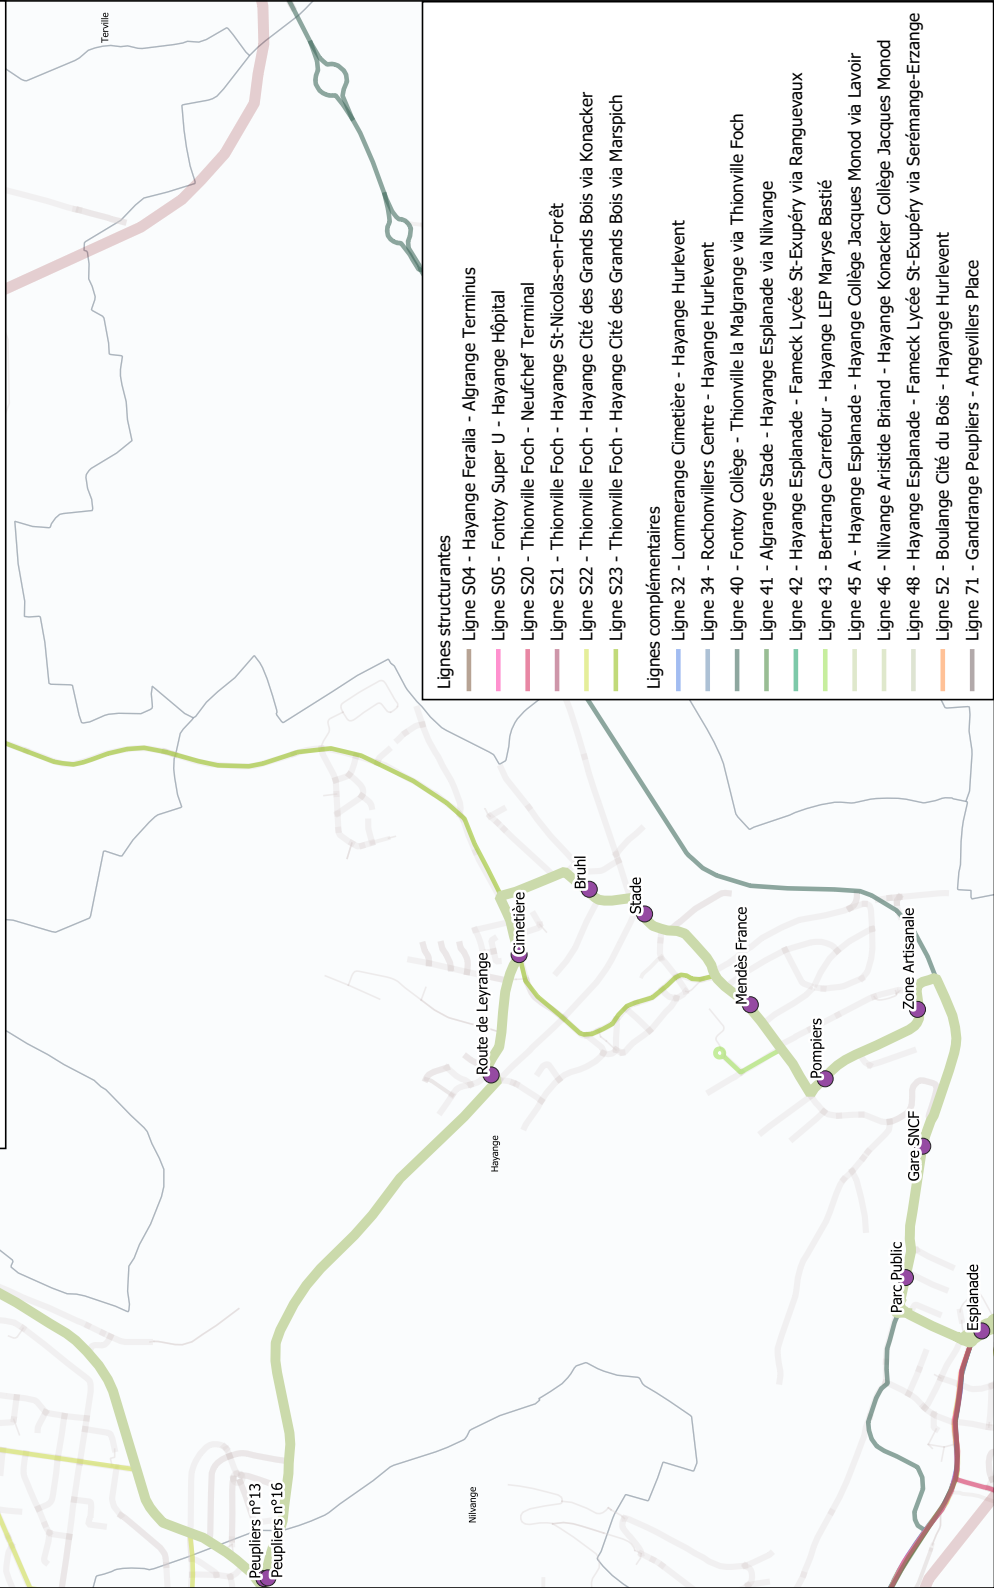 Terville
Lignes structurantes
Ligne S04 - Hayange Feralia - Algrange Terminus
Ligne S05 - Fontoy Super U - Hayange Hôpital
Ligne S20 - Thionville Foch - Neufchef Terminal
Ligne S21 - Thionville Foch - Hayange St-Nicolas-en-Forêt
Ligne S22 - Thionville Foch - Hayange Cité des Grands Bois via Konacker
Ligne S23 - Thionville Foch - Hayange Cité des Grands Bois via Marspich
Lignes complémentaires
Ligne 32 - Lommerange Cimetière - Hayange Hurlevent
Ligne 34 - Rochonvillers Centre - Hayange Hurlevent
Ligne 40 - Fontoy Collège - Thionville la Malgrange via Thionville Foch
Ligne 41 - Algrange Stade - Hayange Esplanade via Nilvange
Ligne 42 - Hayange Esplanade - Fameck Lycée St-Exupéry via Ranguevaux
Ligne 43 - Bertrange Carrefour - Hayange LEP Maryse Bastié
Ligne 45 A - Hayange Esplanade - Hayange Collège Jacques Monod via Lavoir
Ligne 46 - Nilvange Aristide Briand - Hayange Konacker Collège Jacques Monod
Ligne 48 - Hayange Esplanade - Fameck Lycée St-Exupéry via Serémange-Erzange
Ligne 52 - Boulange Cité du Bois - Hayange Hurlevent
Ligne 71 - Gandrange Peupliers - Angevillers Place
Bruhl
Stade
Cimetière
Route de Leyrange
Mendès France
Zone Artisanale
Pompiers
Gare SNCF
Hayange
Parc Public
Esplanade
Peupliers n°13
Peupliers n°16
Nilvange